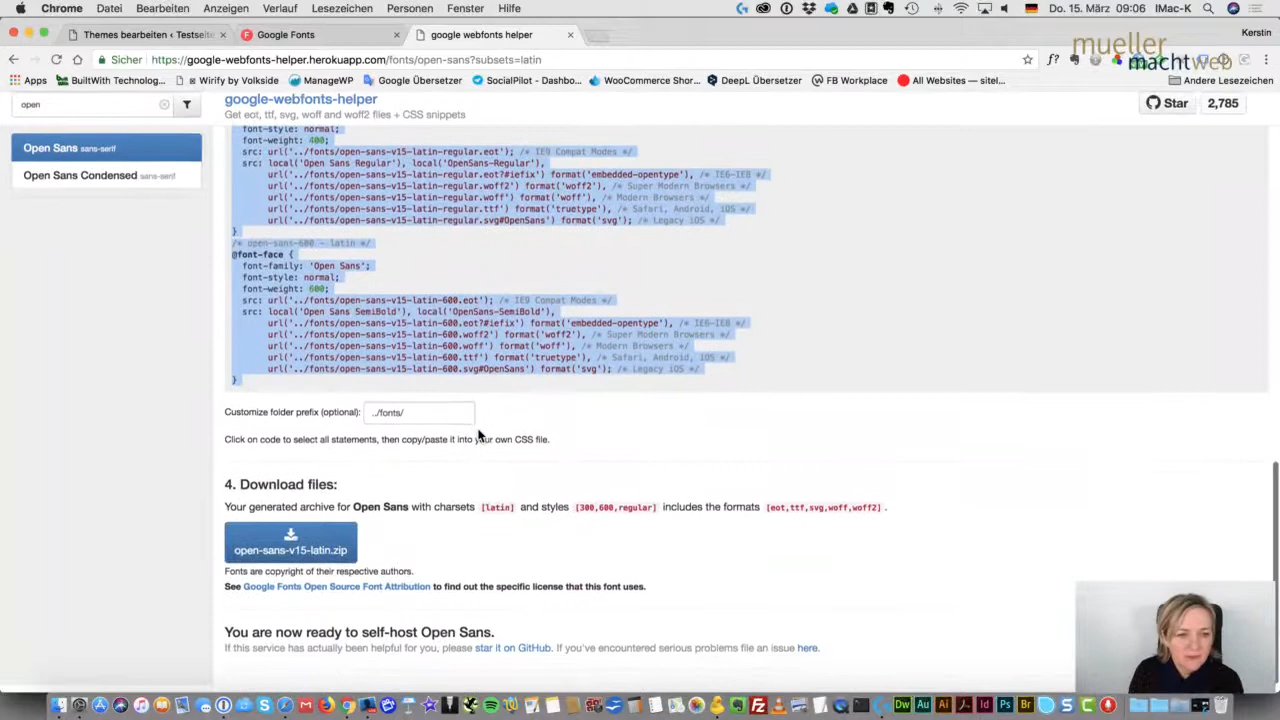 Chrome Datei Bearbeiten Anzeigen Verlauf Lesezeichen Personen Fenster Hilfe
Do. 15. März 09:06 iMac-K
Themes bearbeiten ‹ Testseite
Google Fonts
google webfonts helper
Kerstin
mueller
macht web
Sicher https://google-webfonts-helper.herokuapp.com/fonts/open-sans?subsets=latin
Apps BuiltWith Technolog... Wirify by Volkside ManageWP Google Übersetzer SocialPilot - Dashbo... WooCommerce Shor... DeepL Übersetzer FB Workplace All Websites — sitel... Andere Lesezeichen
open
google-webfonts-helper
Get eot, ttf, svg, woff and woff2 files + CSS snippets
Star 2,785
Open Sans sans-serif
Open Sans Condensed sans-serif
font-style: normal;
font-weight: 400;
src: url('../fonts/open-sans-v15-latin-regular.eot'); /* IE9 Compat Modes */
src: local('Open Sans Regular'), local('OpenSans-Regular'),
url('../fonts/open-sans-v15-latin-regular.eot?#iefix') format('embedded-opentype'), /* IE6-IE8 */
url('../fonts/open-sans-v15-latin-regular.woff2') format('woff2'), /* Super Modern Browsers */
url('../fonts/open-sans-v15-latin-regular.woff') format('woff'), /* Modern Browsers */
url('../fonts/open-sans-v15-latin-regular.ttf') format('truetype'), /* Safari, Android, iOS */
url('../fonts/open-sans-v15-latin-regular.svg#OpenSans') format('svg'); /* Legacy iOS */
}
/* open-sans-600 - latin */
@font-face {
font-family: 'Open Sans';
font-style: normal;
font-weight: 600;
src: url('../fonts/open-sans-v15-latin-600.eot'); /* IE9 Compat Modes */
src: local('Open Sans SemiBold'), local('OpenSans-SemiBold'),
url('../fonts/open-sans-v15-latin-600.eot?#iefix') format('embedded-opentype'), /* IE6-IE8 */
url('../fonts/open-sans-v15-latin-600.woff2') format('woff2'), /* Super Modern Browsers */
url('../fonts/open-sans-v15-latin-600.woff') format('woff'), /* Modern Browsers */
url('../fonts/open-sans-v15-latin-600.ttf') format('truetype'), /* Safari, Android, iOS */
url('../fonts/open-sans-v15-latin-600.svg#OpenSans') format('svg'); /* Legacy iOS */
}
Customize folder prefix (optional): ../fonts/
Click on code to select all statements, then copy/paste it into your own CSS file.
4. Download files:
Your generated archive for Open Sans with charsets [latin] and styles [300,600,regular] includes the formats [eot,ttf,svg,woff,woff2] .
open-sans-v15-latin.zip
Fonts are copyright of their respective authors.
See Google Fonts Open Source Font Attribution to find out the specific license that this font uses.
You are now ready to self-host Open Sans.
If this service has actually been helpful for you, please star it on GitHub. If you've encountered serious problems file an issue here.
Dw Au Ai Id Ps Br